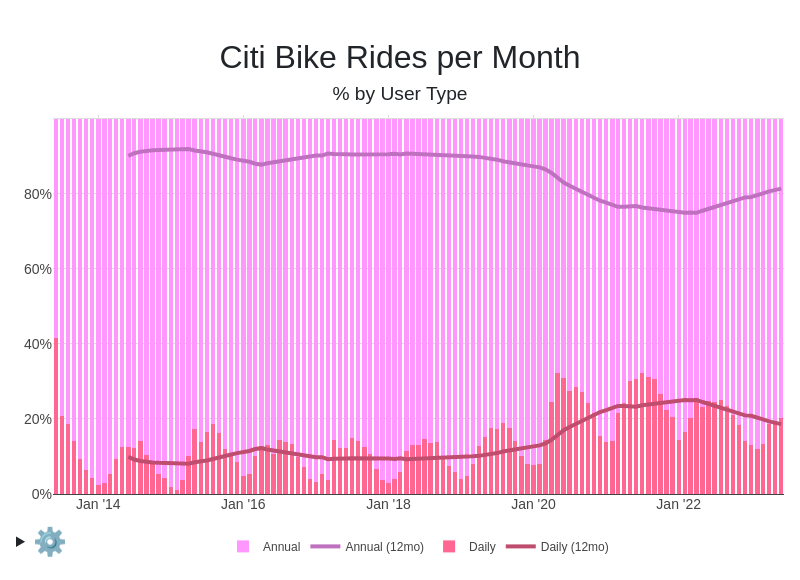 Citi Bike Rides per Month
% by User Type
80%
60%
40%
20%
0%
Jan '14 Jan '16 Jan '18 Jan '20 Jan '22
Annual Annual (12mo) Daily Daily (12mo)